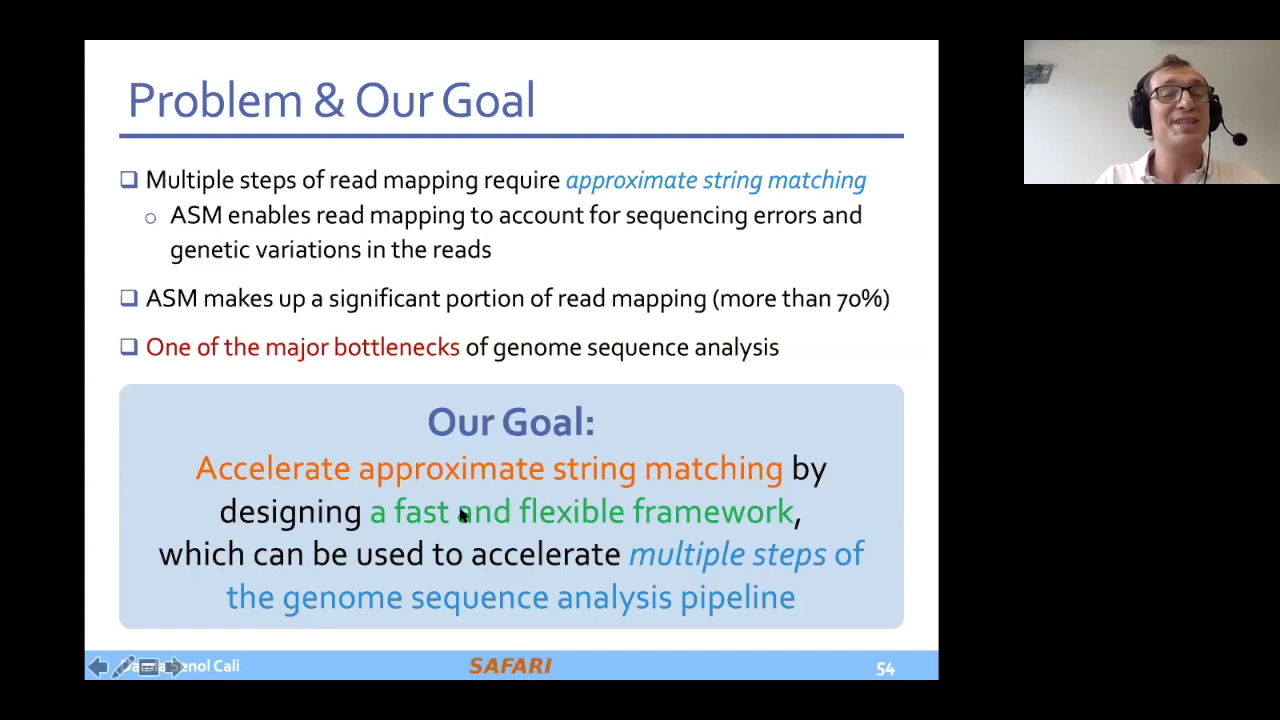 Problem & Our Goal
Multiple steps of read mapping require approximate string matching
ASM enables read mapping to account for sequencing errors and
genetic variations in the reads
ASM makes up a significant portion of read mapping (more than 70%)
One of the major bottlenecks of genome sequence analysis
Our Goal:
Accelerate approximate string matching by
designing a fast and flexible framework,
which can be used to accelerate multiple steps of
the genome sequence analysis pipeline
Senol Cali SAFARI 54